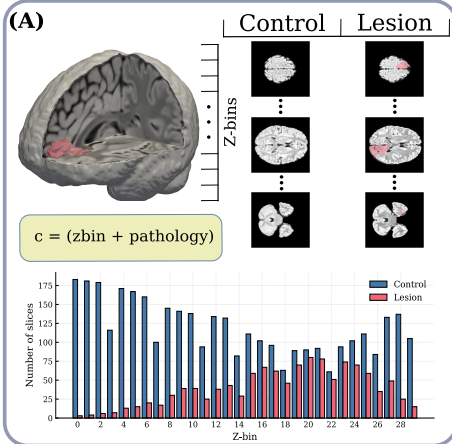 (A)
Control Lesion
Z-bins
c = (zbin + pathology)
Number of slices
175
150
125
100
75
50
25
0
Control
Lesion
0 2 4 6 8 10 12 14 16 18 20 22 24 26 28
Z-bin